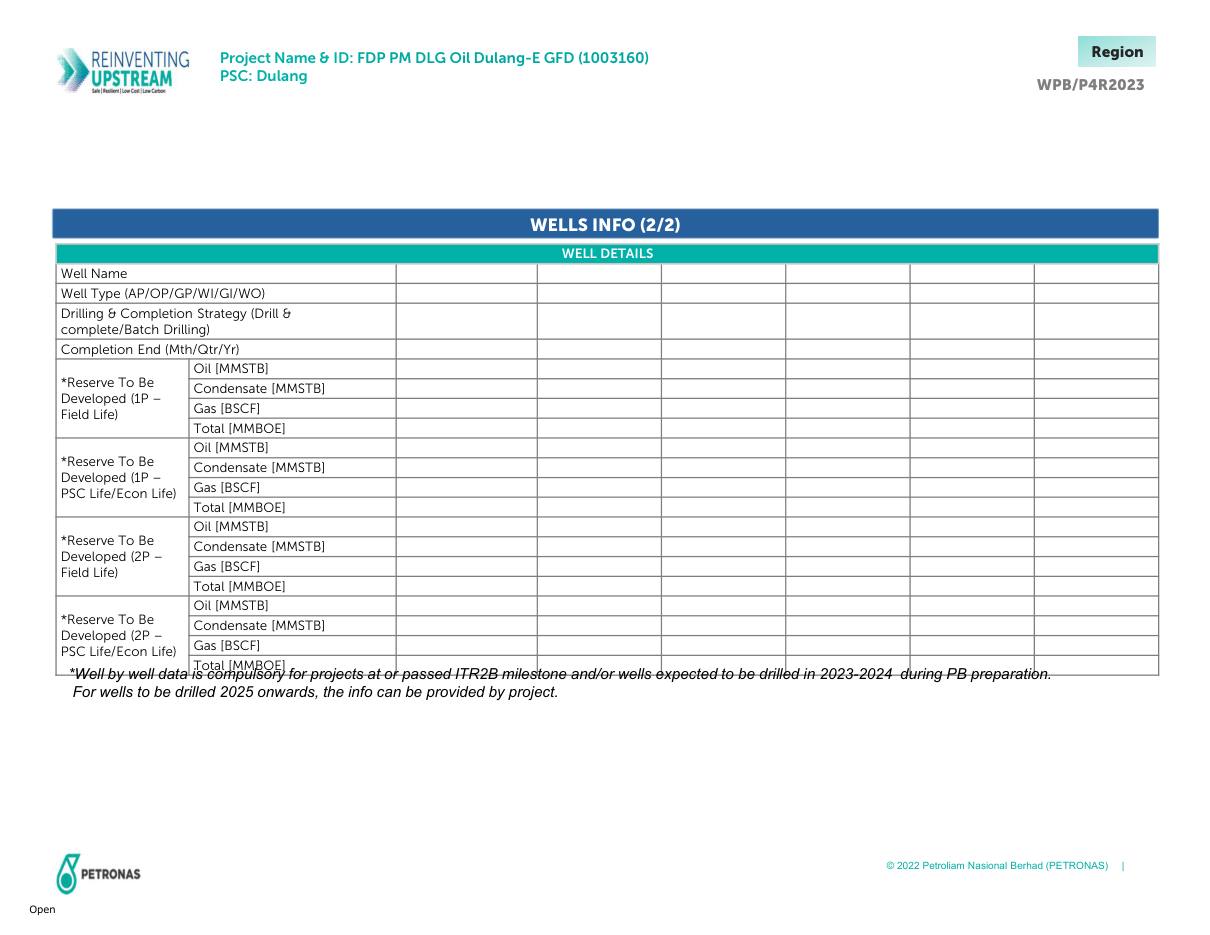 REINVENTING
UPSTREAM
Safe | Resilient | Low Cost | Low Carbon
Project Name & ID: FDP PM DLG Oil Dulang-E GFD (1003160)
PSC: Dulang
Region
WPB/P4R2023
WELLS INFO (2/2)
WELL DETAILS
Well Name
Well Type (AP/OP/GP/WI/GI/WO)
Drilling & Completion Strategy (Drill &
complete/Batch Drilling)
Completion End (Mth/Qtr/Yr)
*Reserve To Be
Developed (1P –
Field Life)
Oil [MMSTB]
Condensate [MMSTB]
Gas [BSCF]
Total [MMBOE]
*Reserve To Be
Developed (1P –
PSC Life/Econ Life)
Oil [MMSTB]
Condensate [MMSTB]
Gas [BSCF]
Total [MMBOE]
*Reserve To Be
Developed (2P –
Field Life)
Oil [MMSTB]
Condensate [MMSTB]
Gas [BSCF]
Total [MMBOE]
*Reserve To Be
Developed (2P –
PSC Life/Econ Life)
Oil [MMSTB]
Condensate [MMSTB]
Gas [BSCF]
Total [MMBOE]
*Well by well data is compulsory for projects at or passed ITR2B milestone and/or wells expected to be drilled in 2023-2024 during PB preparation.
For wells to be drilled 2025 onwards, the info can be provided by project.
PETRONAS
© 2022 Petroliam Nasional Berhad (PETRONAS) |
Open